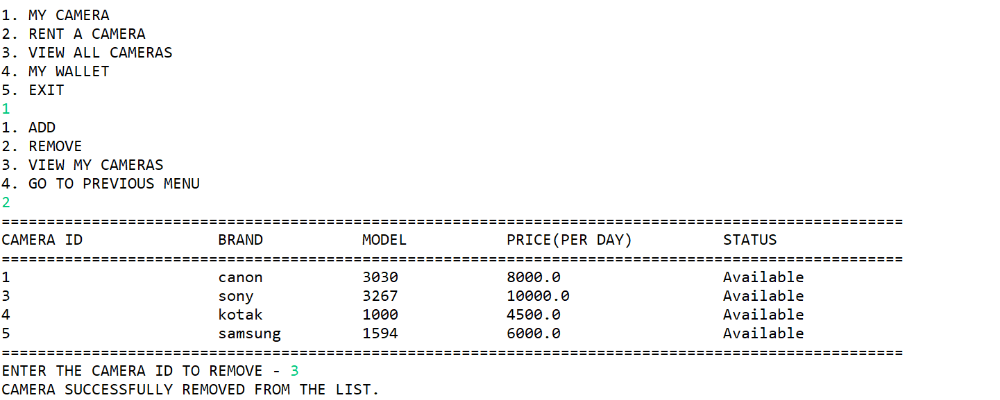 1. MY CAMERA
2. RENT A CAMERA
3. VIEW ALL CAMERAS
4. MY WALLET
5. EXIT
1
1. ADD
2. REMOVE
3. VIEW MY CAMERAS
4. GO TO PREVIOUS MENU
2
====================================================================================================
CAMERA ID               BRAND           MODEL           PRICE(PER DAY)          STATUS
====================================================================================================
1                       canon           3030            8000.0                  Available
3                       sony            3267            10000.0                 Available
4                       kotak           1000            4500.0                  Available
5                       samsung         1594            6000.0                  Available
====================================================================================================
ENTER THE CAMERA ID TO REMOVE - 3
CAMERA SUCCESSFULLY REMOVED FROM THE LIST.